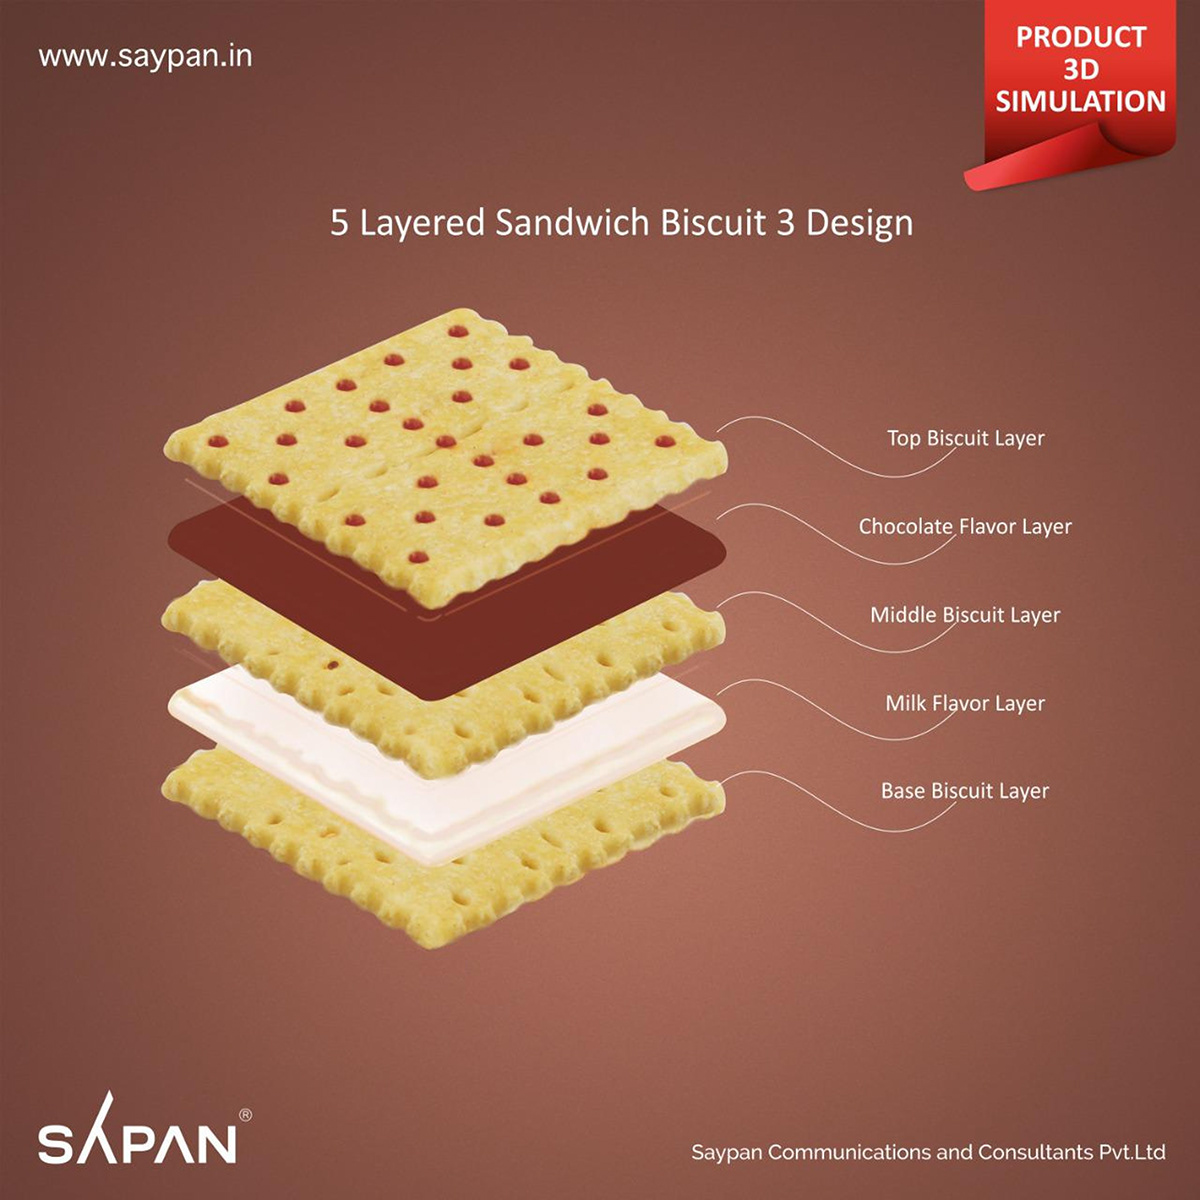 www.saypan.in
PRODUCT
3D
SIMULATION
5 Layered Sandwich Biscuit 3 Design
Top Biscuit Layer
Chocolate Flavor Layer
Middle Biscuit Layer
Milk Flavor Layer
Base Biscuit Layer
SAYPAN®
Saypan Communications and Consultants Pvt.Ltd